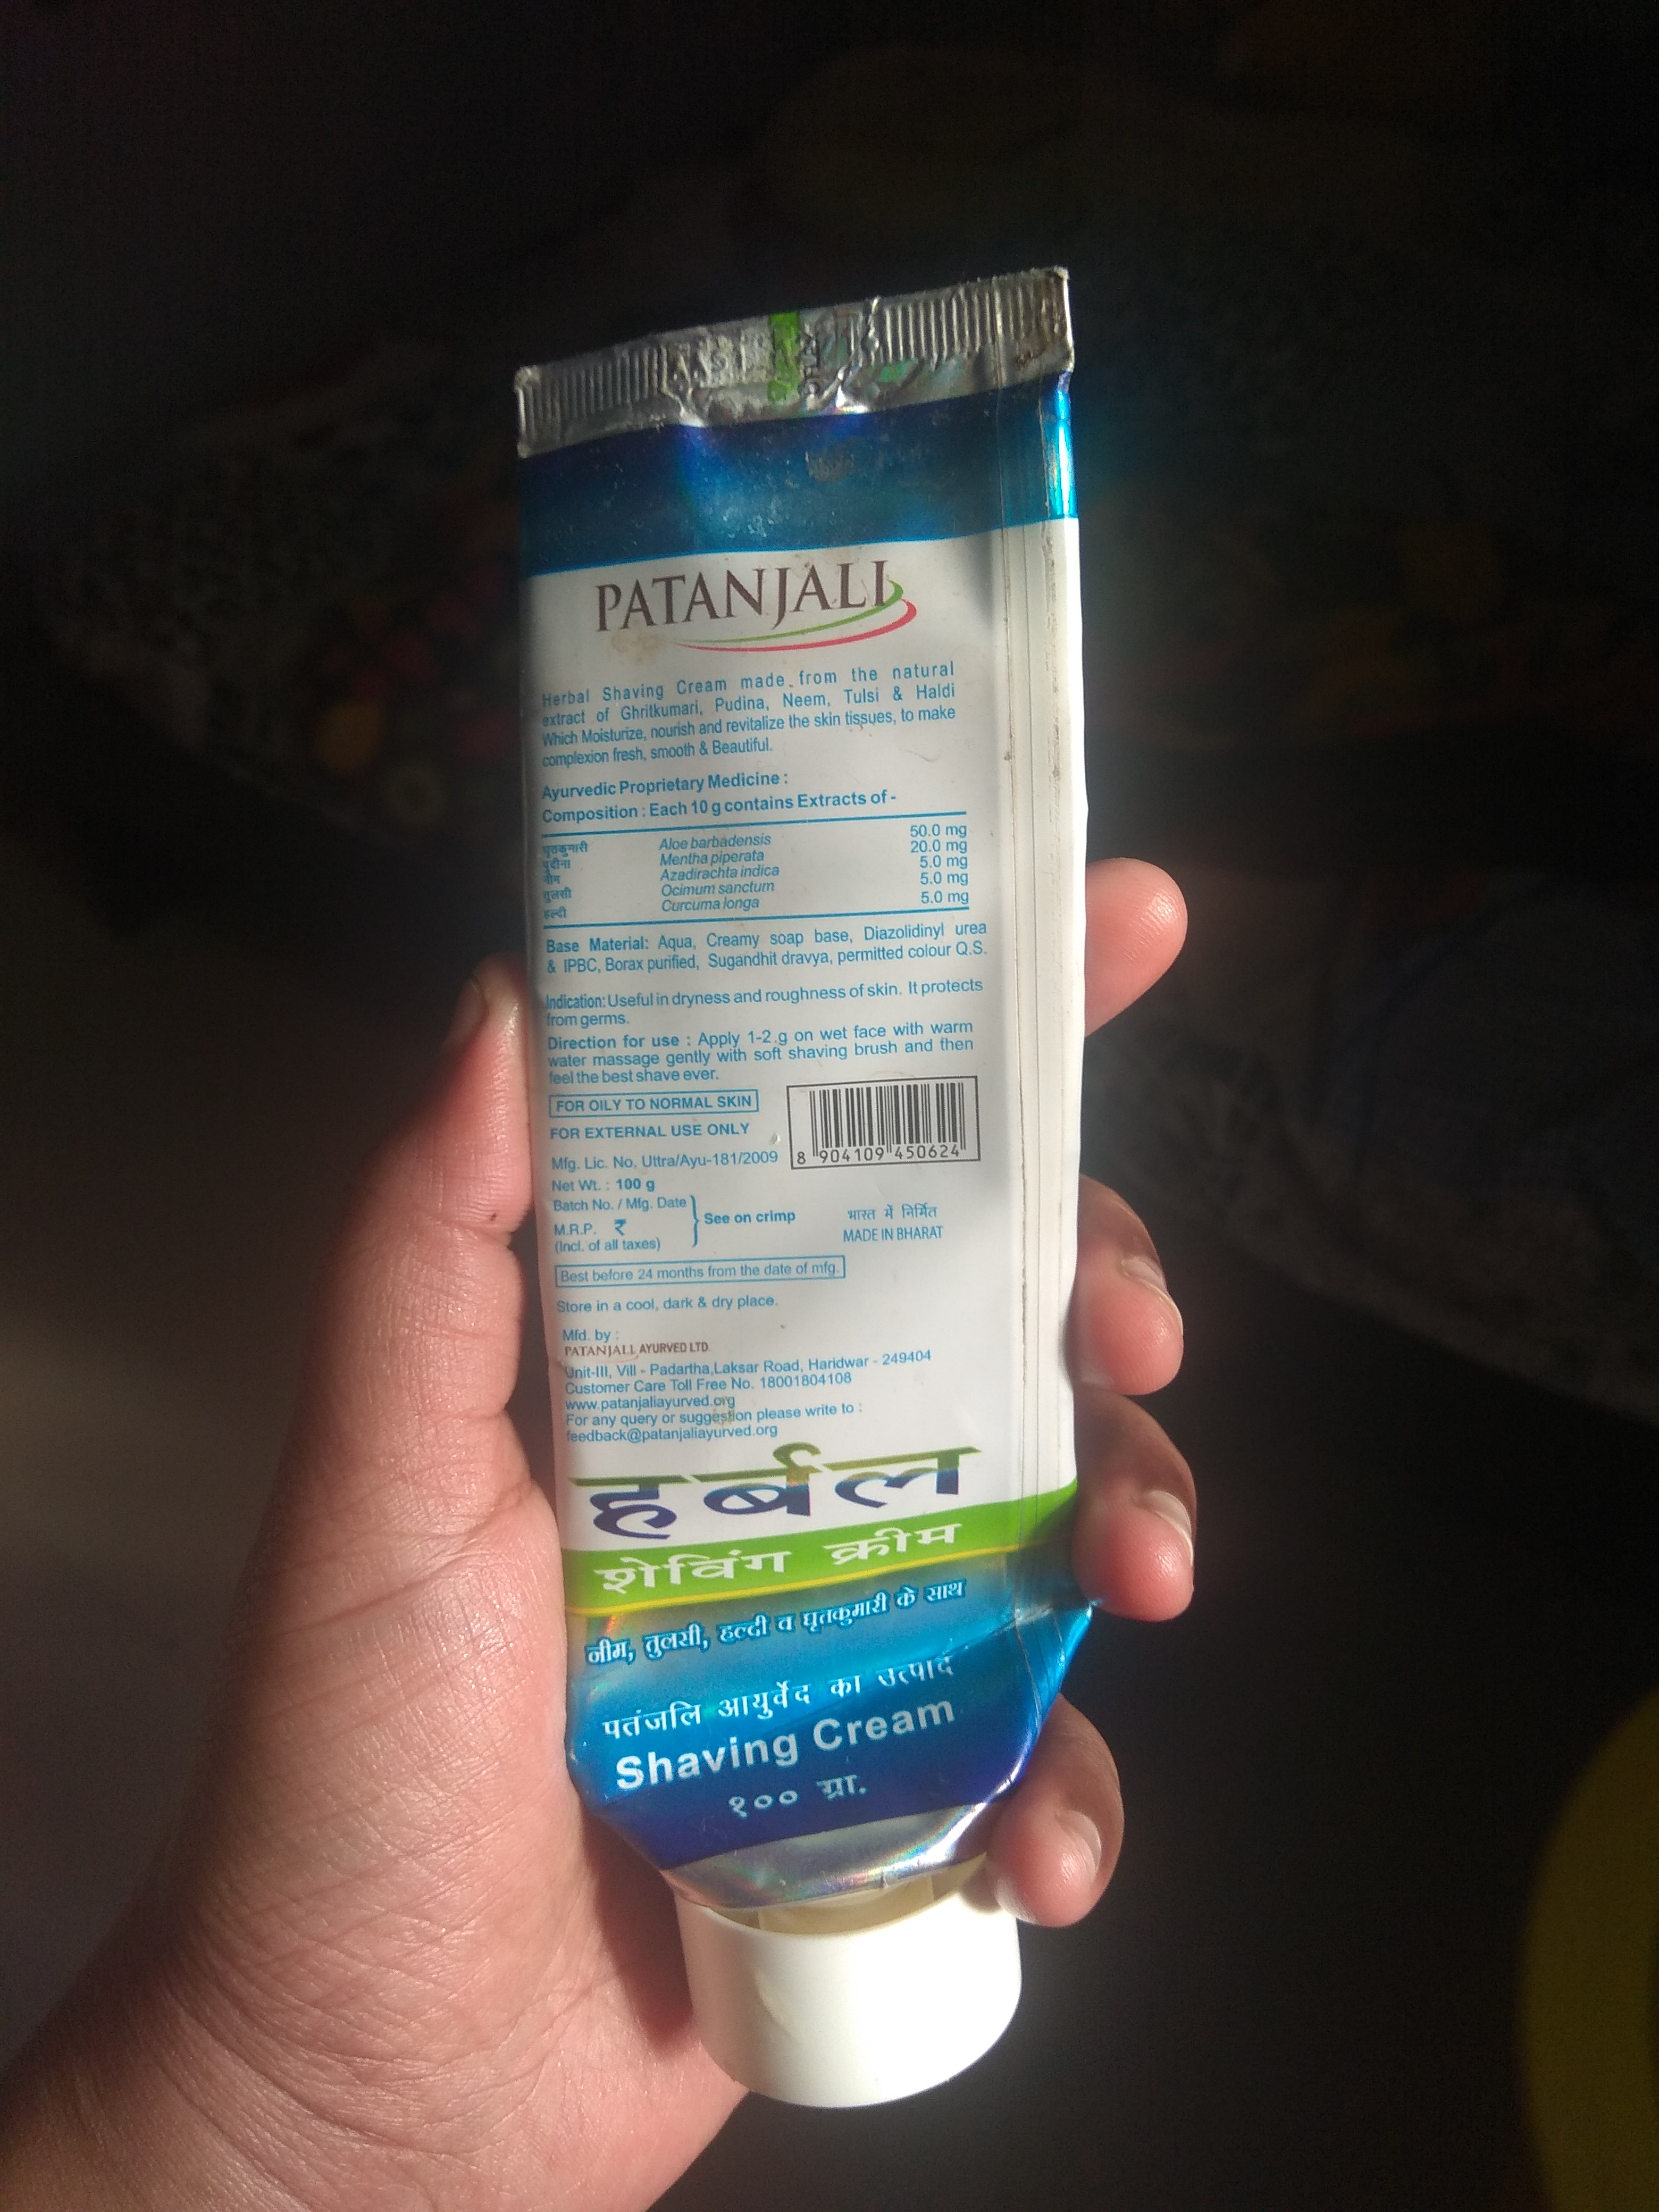 PATANJALI
Herbal Shaving Cream made from the natural
extract of Ghritkumari, Pudina, Neem, Tulsi & Haldi
Which Moisturize, nourish and revitalize the skin tissues, to make
complexion fresh, smooth & Beautiful.
Ayurvedic Proprietary Medicine :
Composition : Each 10 g contains Extracts of -
घृतकुमारी Aloe barbadensis 50.0 mg
पुदीना Mentha piperata 20.0 mg
नीम Azadirachta indica 5.0 mg
तुलसी Ocimum sanctum 5.0 mg
हल्दी Curcuma longa 5.0 mg
Base Material: Aqua, Creamy soap base, Diazolidinyl urea
& IPBC, Borax purified, Sugandhit dravya, permitted colour Q.S.
Indication: Useful in dryness and roughness of skin. It protects
from germs.
Direction for use : Apply 1-2 g on wet face with warm
water massage gently with soft shaving brush and then
feel the best shave ever.
FOR OILY TO NORMAL SKIN
FOR EXTERNAL USE ONLY
8 904109 450624
Mfg. Lic. No. Uttra/Ayu-181/2009
Net Wt. : 100 g
Batch No. / Mfg. Date
M.R.P. ₹
(Incl. of all taxes)
See on crimp
भारत में निर्मित
MADE IN BHARAT
Best before 24 months from the date of mfg.
Store in a cool, dark & dry place.
Mfd. by :
PATANJALI AYURVED LTD.
Unit-III, Vill - Padartha,Laksar Road, Haridwar - 249404
Customer Care Toll Free No. 18001804108
www.patanjaliayurved.org
For any query or suggestion please write to :
feedback@patanjaliayurved.org
हर्बल
शेविंग क्रीम
नीम, तुलसी, हल्दी व घृतकुमारी के साथ
पतंजलि आयुर्वेद का उत्पाद
Shaving Cream
१०० ग्रा.